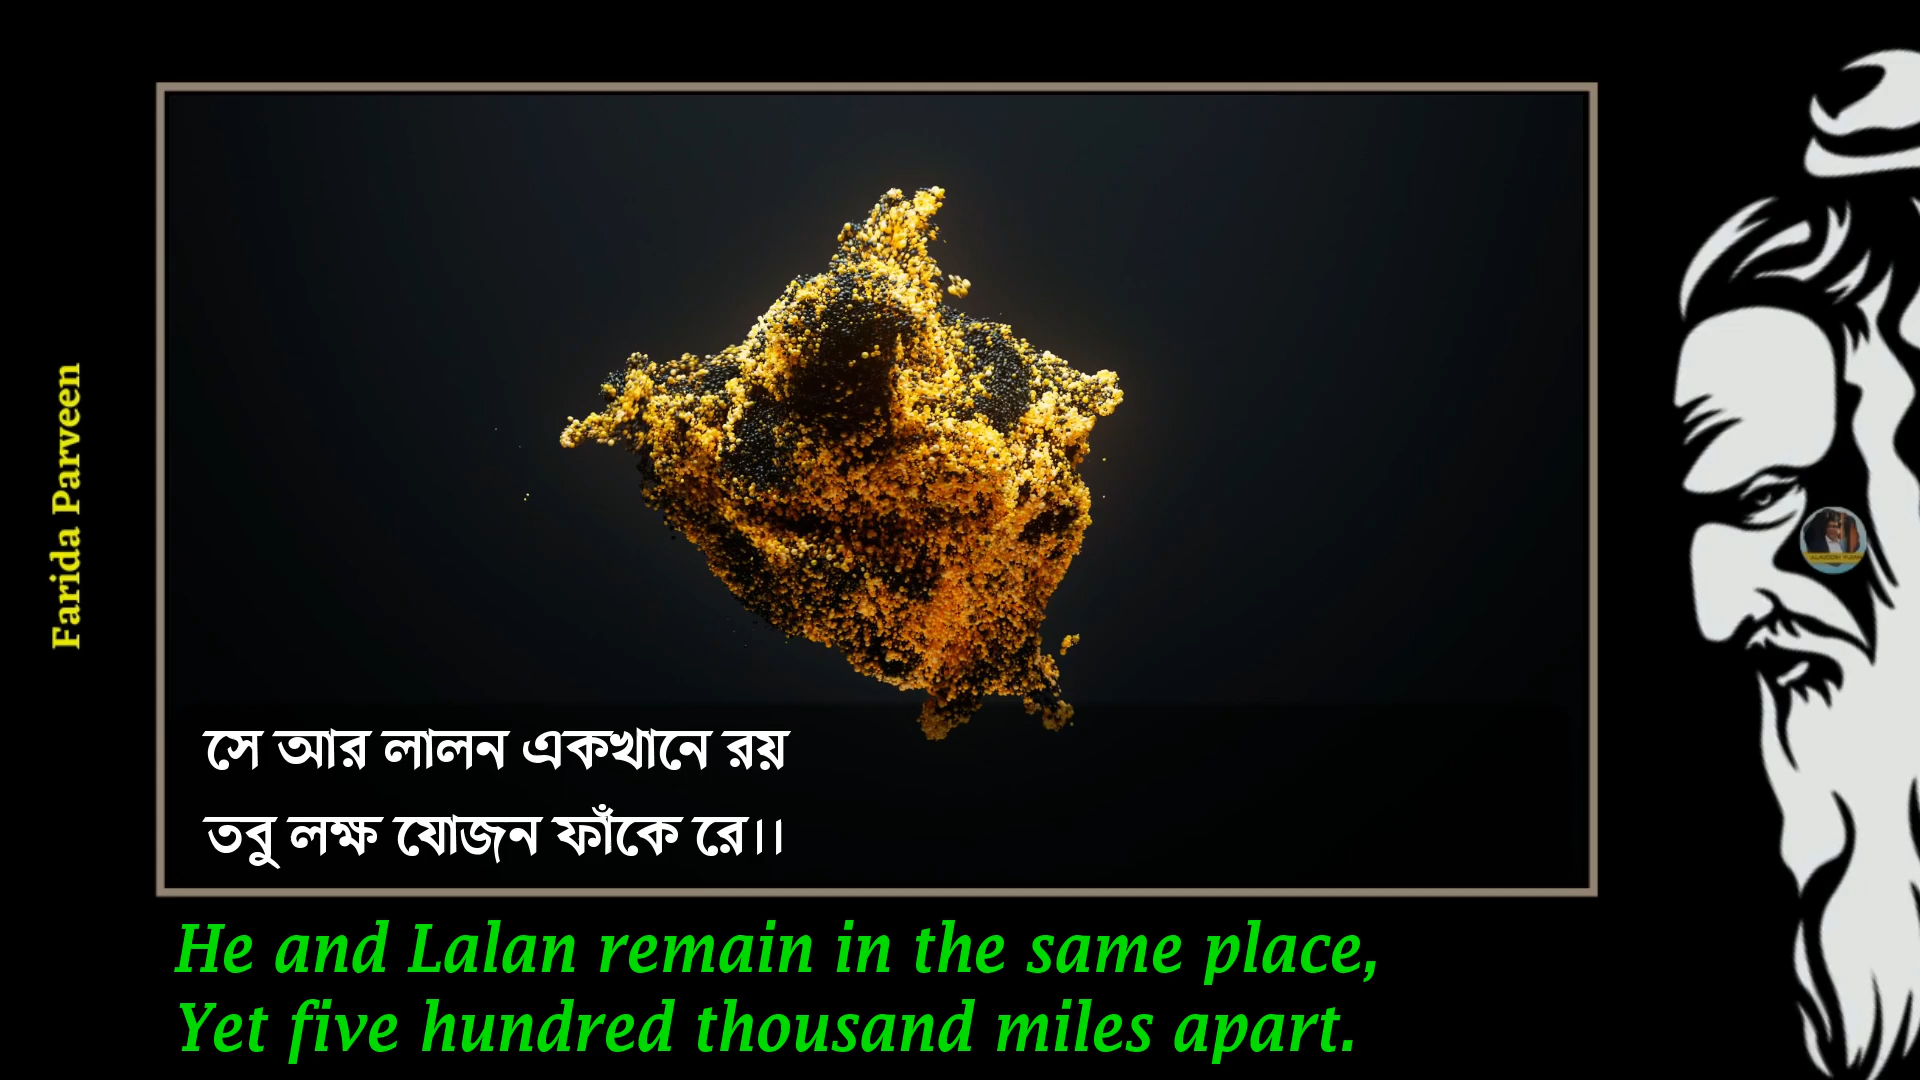 Farida Parveen
সে আর লালন একখানে রয়
তবু লক্ষ যোজন ফাঁকে রে।।
He and Lalan remain in the same place,
Yet five hundred thousand miles apart.